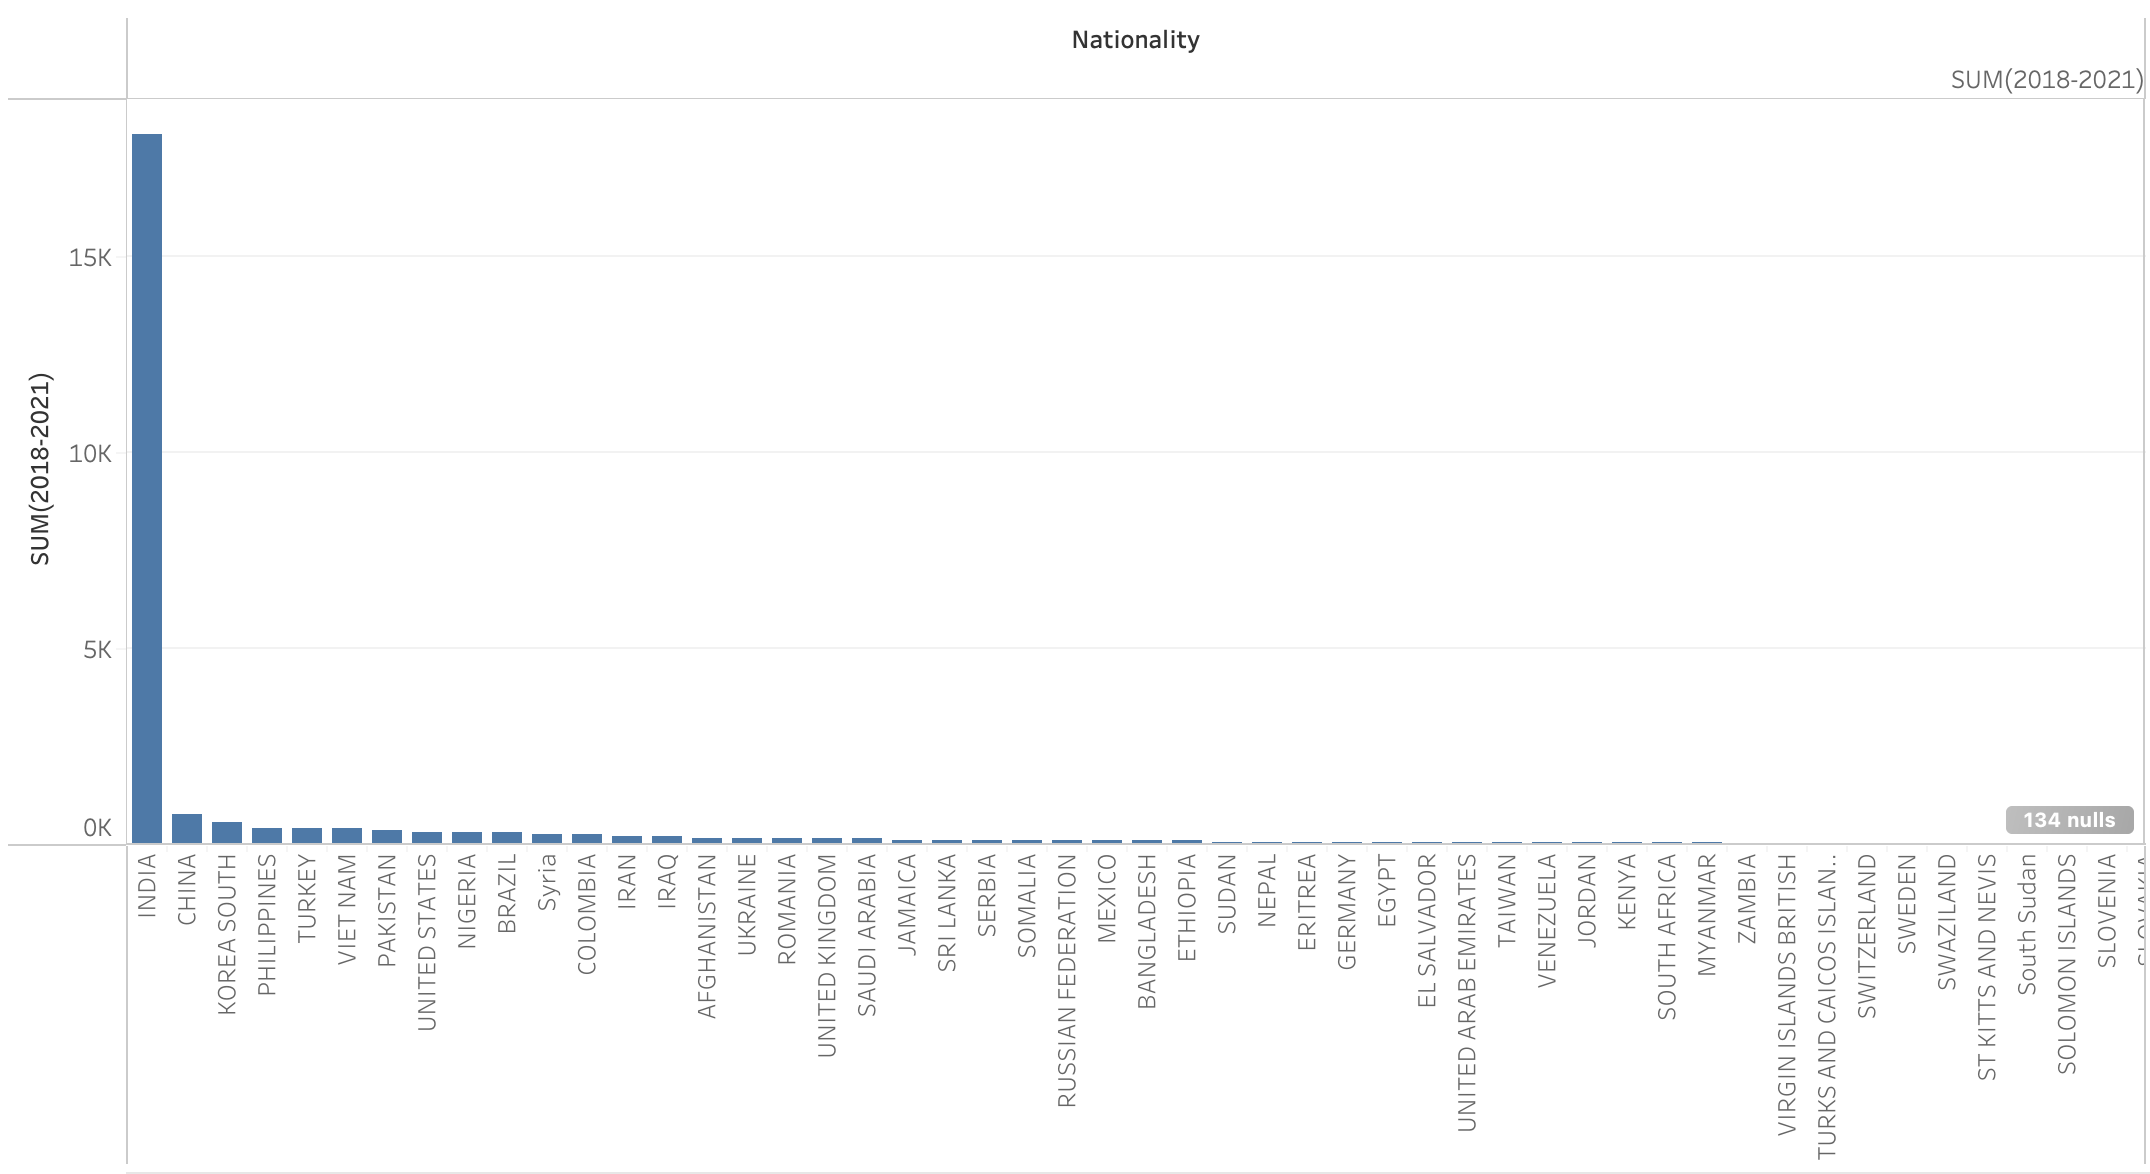 Nationality
SUM(2018-2021)
SUM(2018-2021)
15K
10K
5K
0K
134 nulls
INDIA
CHINA
KOREA SOUTH
PHILIPPINES
TURKEY
VIET NAM
PAKISTAN
UNITED STATES
NIGERIA
BRAZIL
Syria
COLOMBIA
IRAN
IRAQ
AFGHANISTAN
UKRAINE
ROMANIA
UNITED KINGDOM
SAUDI ARABIA
JAMAICA
SRI LANKA
SERBIA
SOMALIA
RUSSIAN FEDERATION
MEXICO
BANGLADESH
ETHIOPIA
SUDAN
NEPAL
ERITREA
GERMANY
EGYPT
EL SALVADOR
UNITED ARAB EMIRATES
TAIWAN
VENEZUELA
JORDAN
KENYA
SOUTH AFRICA
MYANMAR
ZAMBIA
VIRGIN ISLANDS BRITISH
TURKS AND CAICOS ISLAN..
SWITZERLAND
SWEDEN
SWAZILAND
ST KITTS AND NEVIS
South Sudan
SOLOMON ISLANDS
SLOVENIA